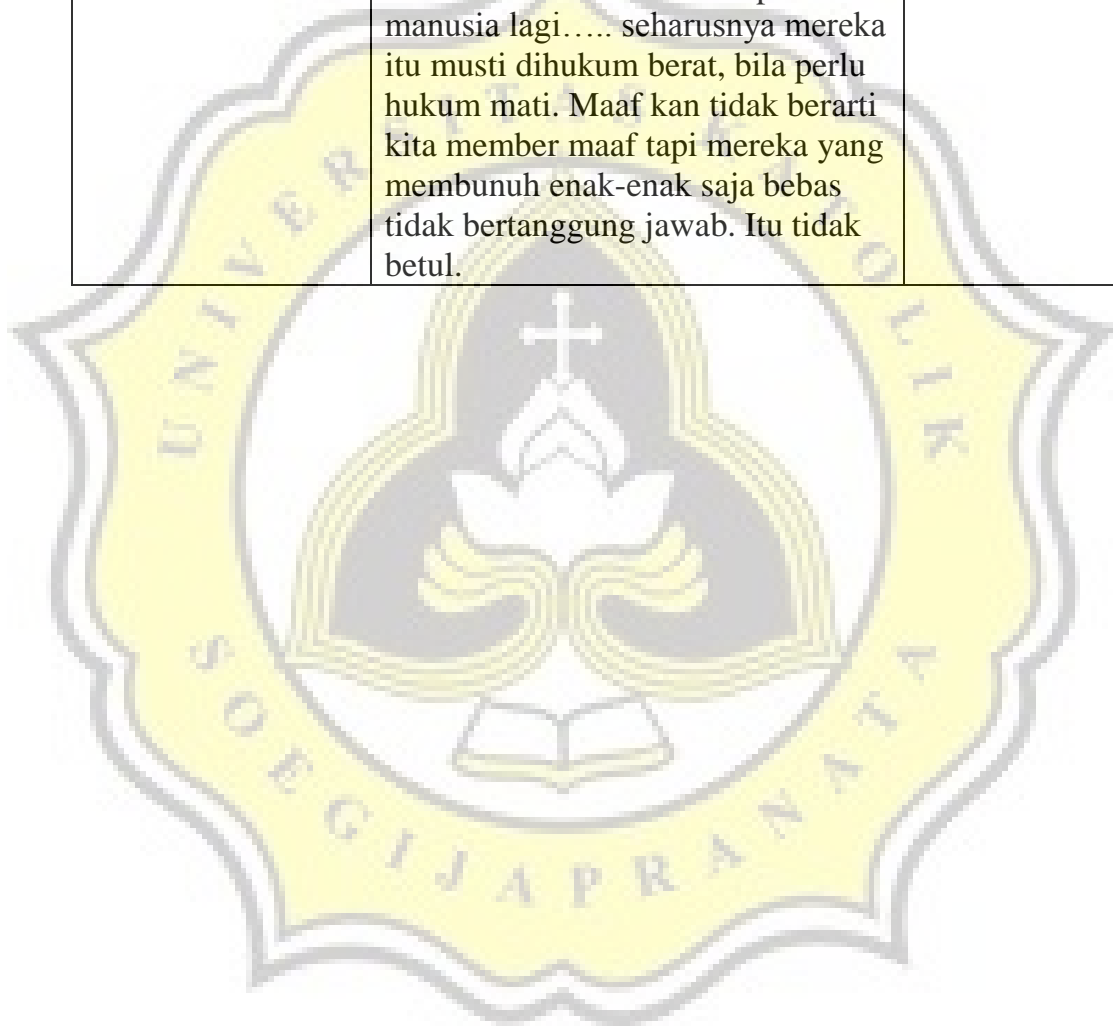 manusia lagi….. seharusnya mereka
itu musti dihukum berat, bila perlu
hukum mati. Maaf kan tidak berarti
kita member maaf tapi mereka yang
membunuh enak-enak saja bebas
tidak bertanggung jawab. Itu tidak
betul.
UNIVERSITAS KATOLIK
SOEGIJAPRANATA